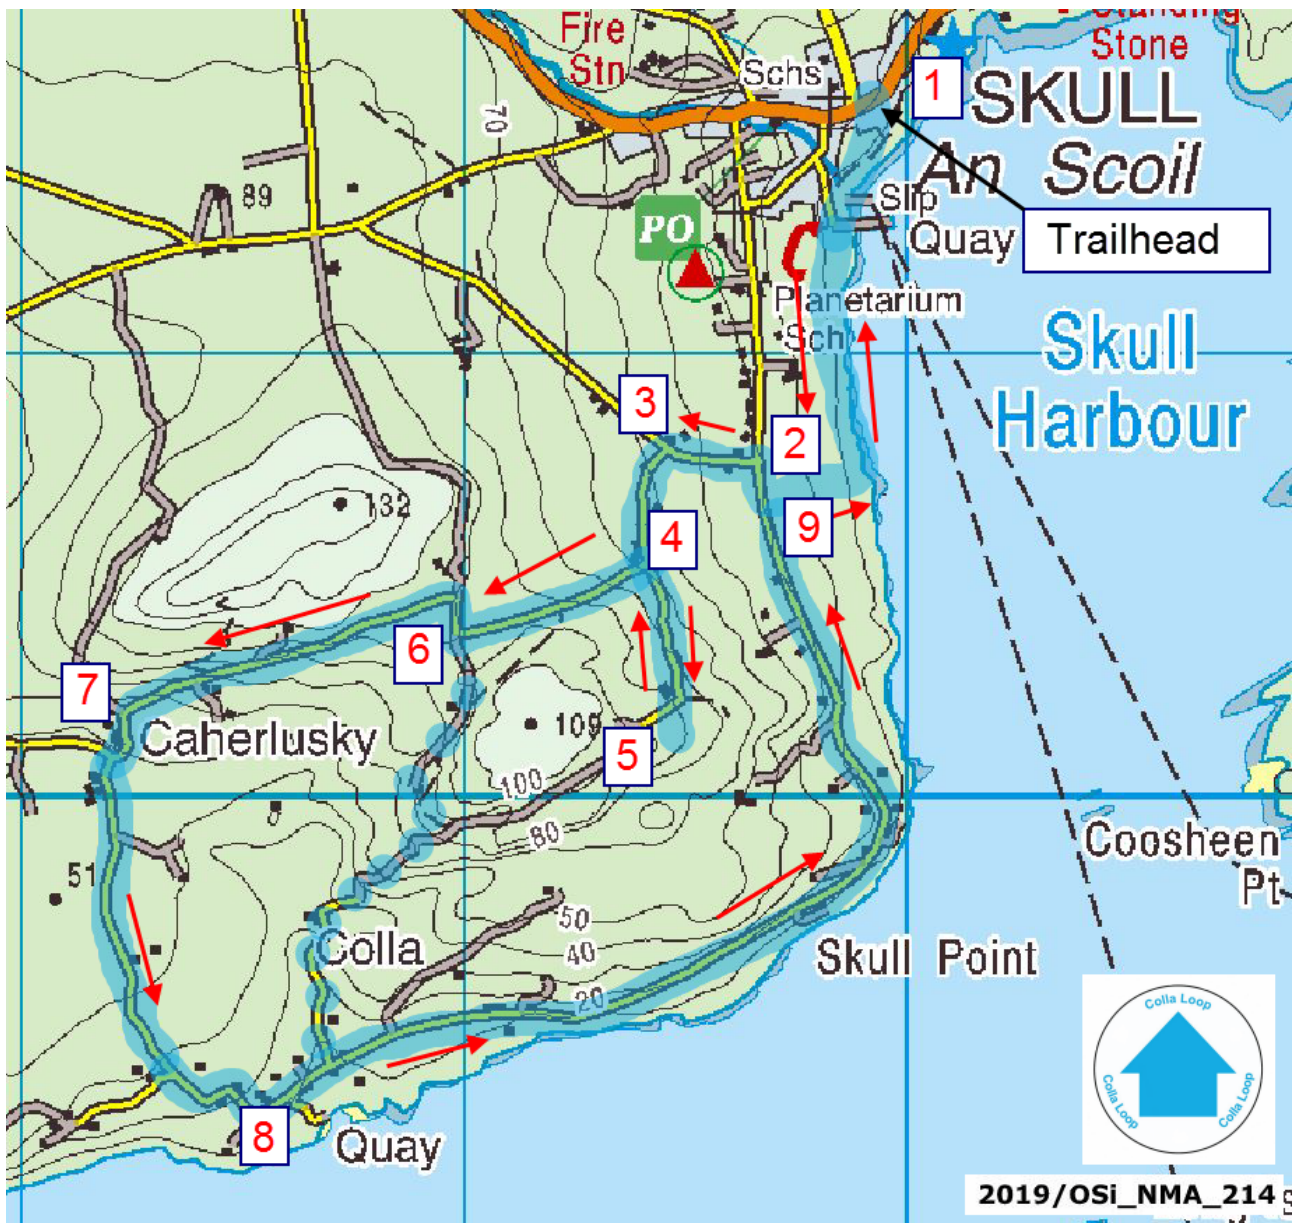 Fire
Stn
Schs
Standing
Stone
1
SKULL
An Scoil
70
89
Slip
Quay
Trailhead
PO
Planetarium
Sch
Skull
Harbour
3
2
132
9
4
6
7
Caherlusky
109
5
100
80
Coosheen
Pt
51
50
Colla
40
Skull Point
20
Colla Loop
Colla Loop
Colla Loop
8
Quay
2019/OSi_NMA_214